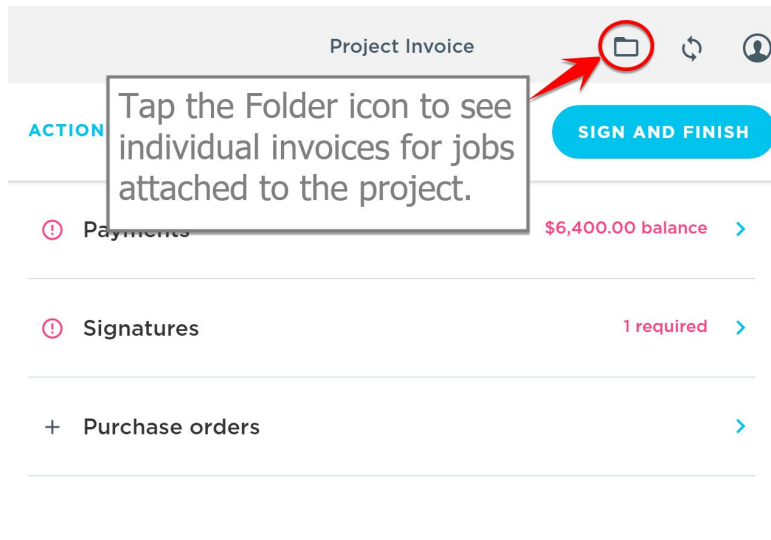 Project Invoice
Tap the Folder icon to see
individual invoices for jobs
attached to the project.
ACTION
SIGN AND FINISH
Payments
$6,400.00 balance
Signatures
1 required
Purchase orders